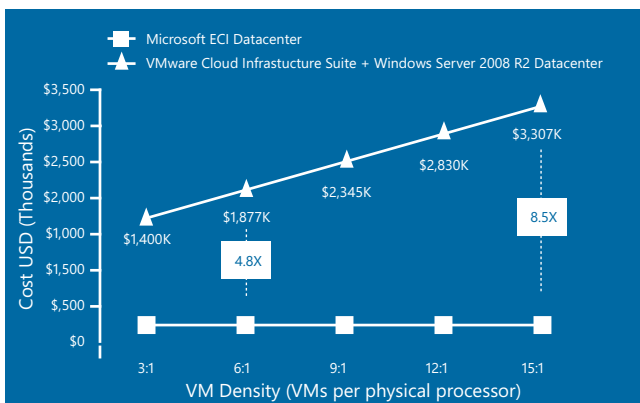 Microsoft ECI Datacenter
VMware Cloud Infrastucture Suite + Windows Server 2008 R2 Datacenter
Cost USD (Thousands)
$3,500
$3,000
$2,500
$2,000
$1,000
$1,500
$,500
$0
$1,400K
$1,877K
$2,345K
$2,830K
$3,307K
4.8X
8.5X
3:1
6:1
9:1
12:1
15:1
VM Density (VMs per physical processor)